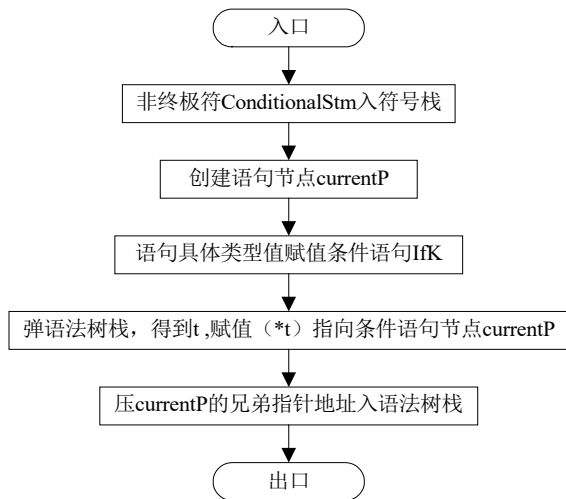 入口
非终极符ConditionalStm入符号栈
创建语句节点currentP
语句具体类型值赋值条件语句IfK
弹语法树栈，得到t ,赋值（*t）指向条件语句节点currentP
压currentP的兄弟指针地址入语法树栈
出口